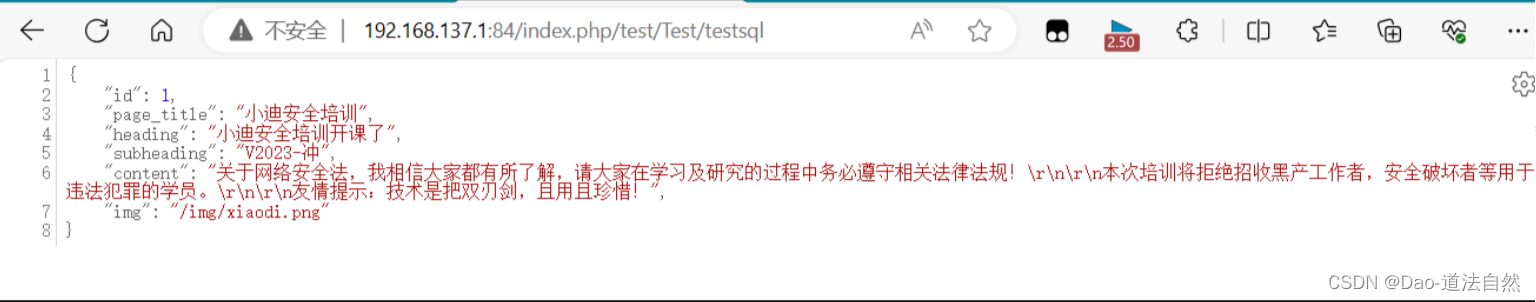 不安全 | 192.168.137.1:84/index.php/test/Test/testsql
2.50
1 {
2 "id": 1,
3 "page_title": "小迪安全培训",
4 "heading": "小迪安全培训开课了",
5 "subheading": "V2023-冲",
6 "content": "关于网络安全法，我相信大家都有所了解，请大家在学习及研究的过程中务必遵守相关法律法规！\r\n\r\n本次培训将拒绝招收黑产工作者，安全破坏者等用于
违法犯罪的学员。\r\n\r\n友情提示：技术是把双刃剑，且用且珍惜！",
7 "img": "/img/xiaodi.png"
8 }
CSDN @Dao-道法自然